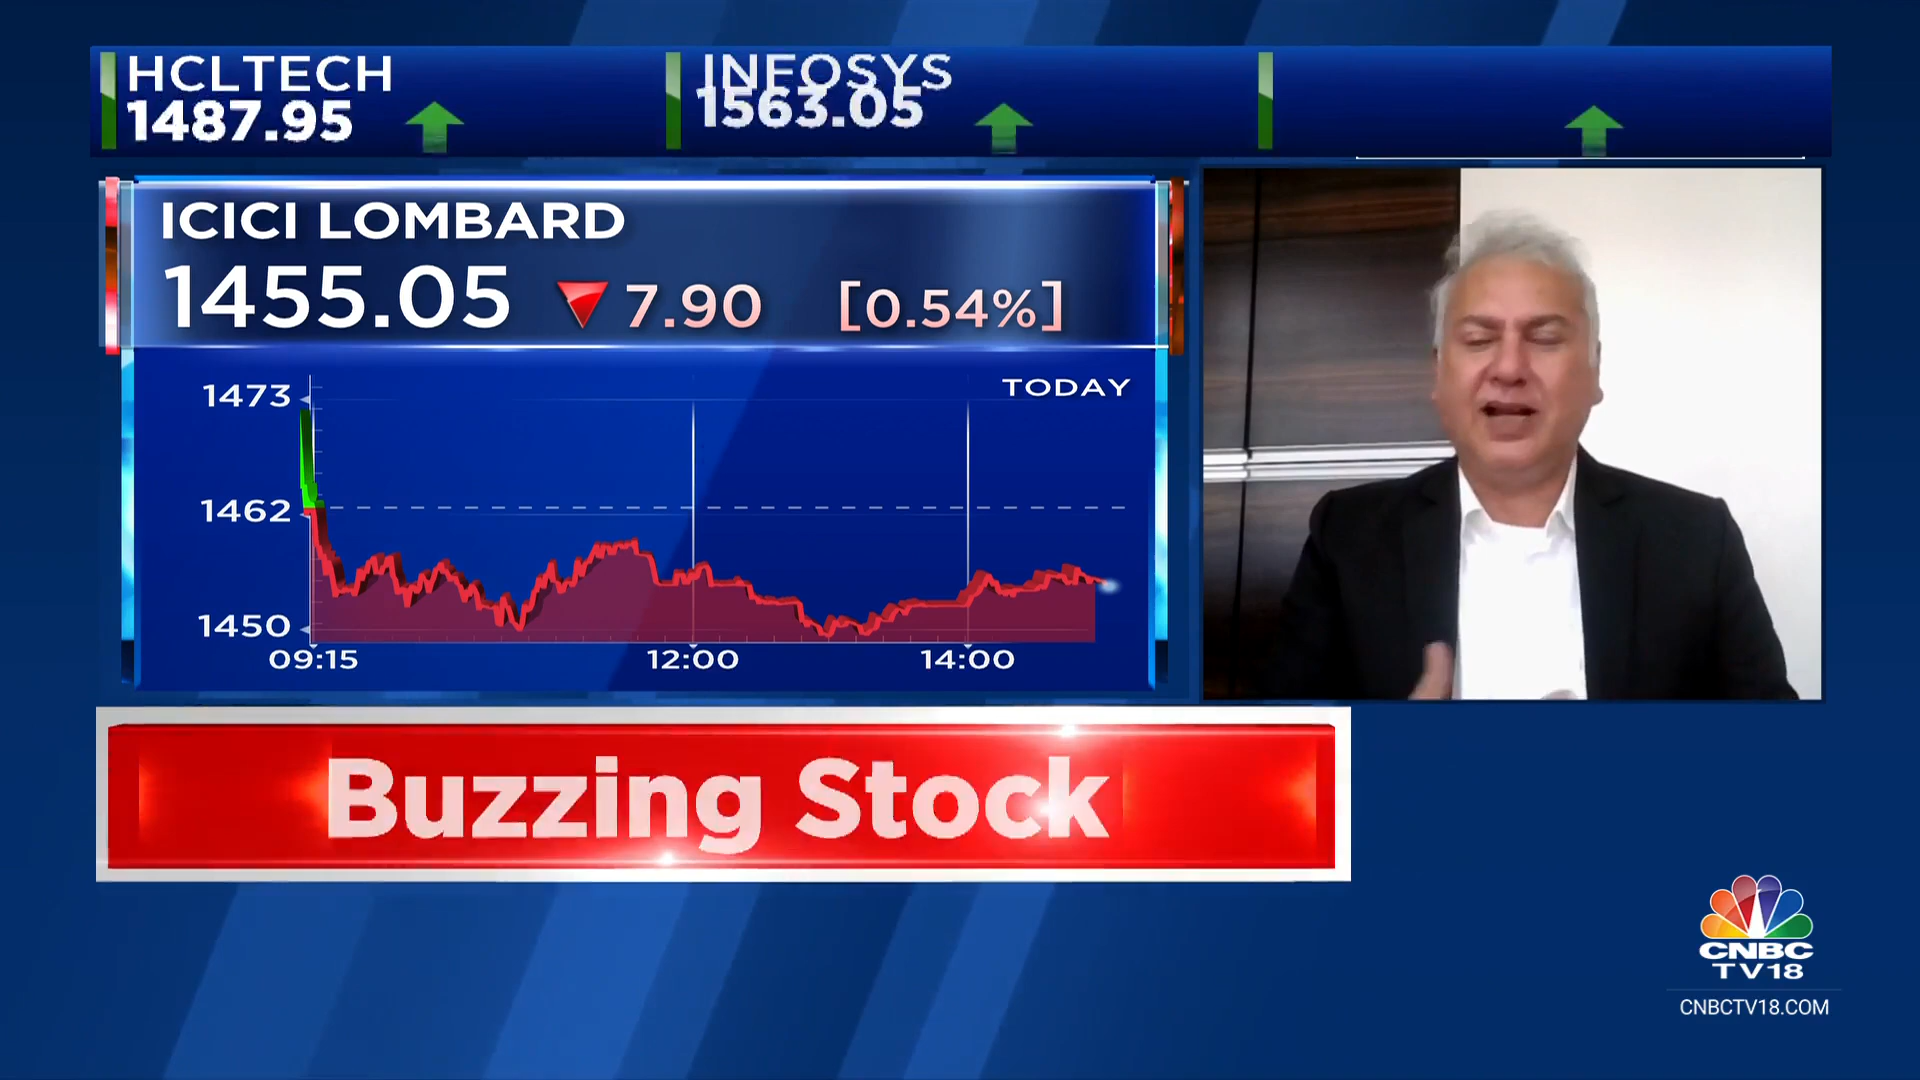 HCLTECH
1487.95
INFOSYS
1563.05
ICICI LOMBARD
1455.05 ▼ 7.90 [0.54%]
TODAY
1473
1462
1450
09:15 12:00 14:00
Buzzing Stock
CNBC
TV18
CNBCTV18.COM